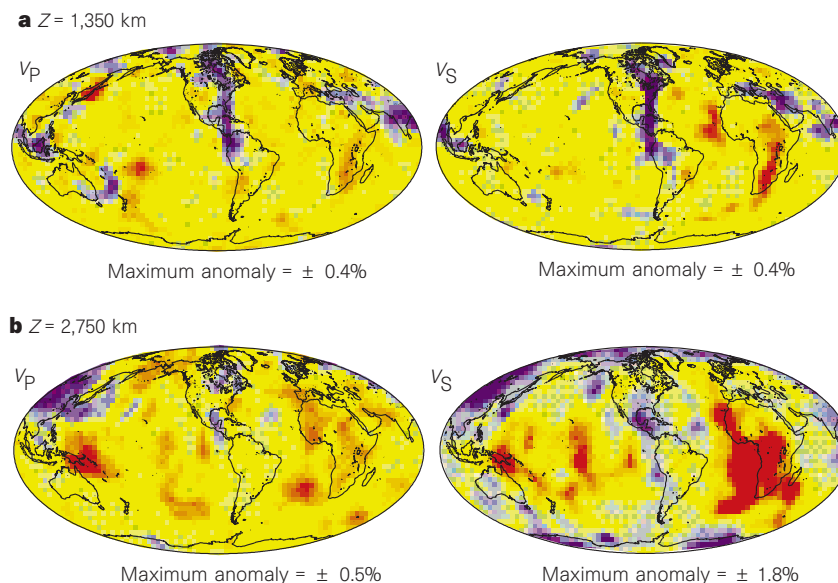 a Z = 1,350 km
VP
VS
Maximum anomaly = ± 0.4%
Maximum anomaly = ± 0.4%
b Z = 2,750 km
VP
VS
Maximum anomaly = ± 0.5%
Maximum anomaly = ± 1.8%